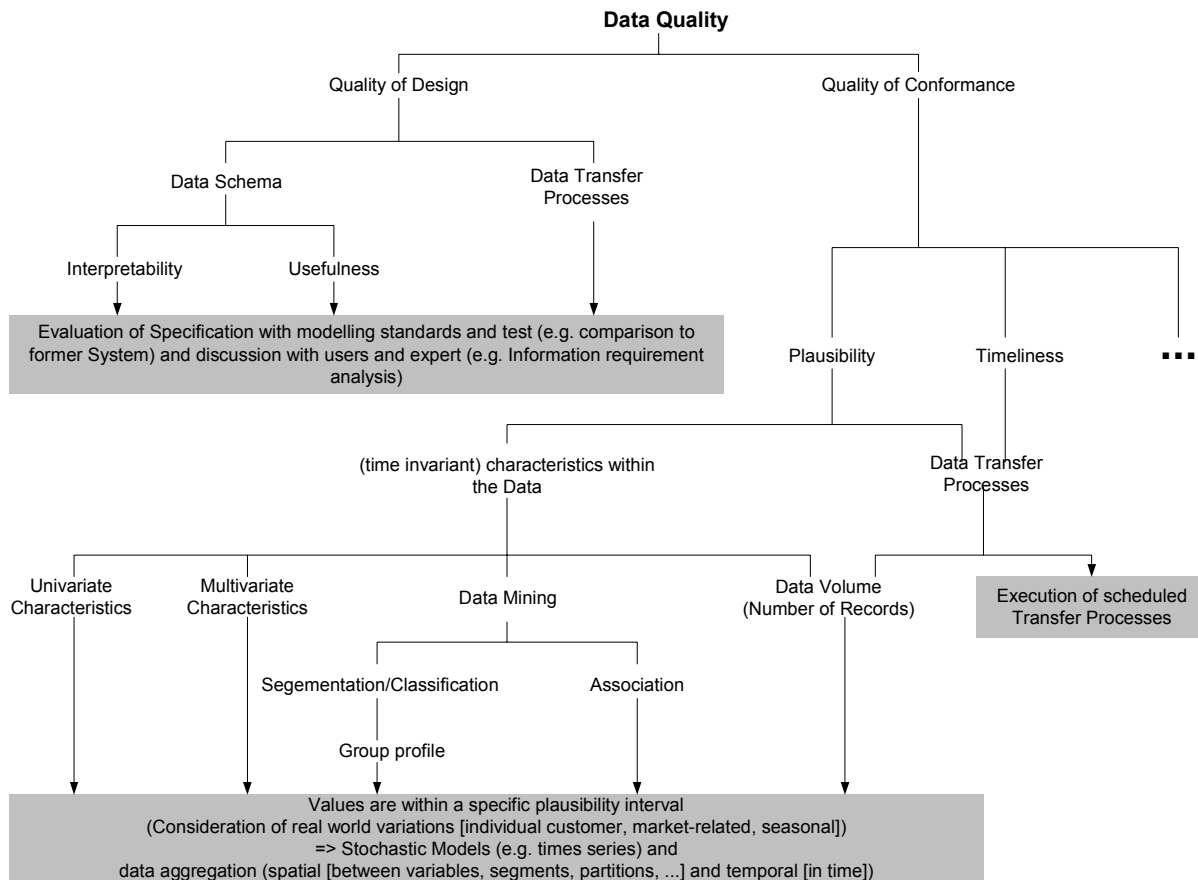 Data Quality
Quality of Design
Quality of Conformance
Data Schema
Data Transfer
Processes
Interpretability
Usefulness
Evaluation of Specification with modelling standards and test (e.g. comparison to
former System) and discussion with users and expert (e.g. Information requirement
analysis)
Plausibility
Timeliness
...
(time invariant) characteristics within
the Data
Data Transfer
Processes
Univariate
Characteristics
Multivariate
Characteristics
Data Mining
Data Volume
(Number of Records)
Execution of scheduled
Transfer Processes
Segementation/Classification
Association
Group profile
Values are within a specific plausibility interval
(Consideration of real world variations [individual customer, market-related, seasonal])
=> Stochastic Models (e.g. times series) and
data aggregation (spatial [between variables, segments, partitions, ...] and temporal [in time])